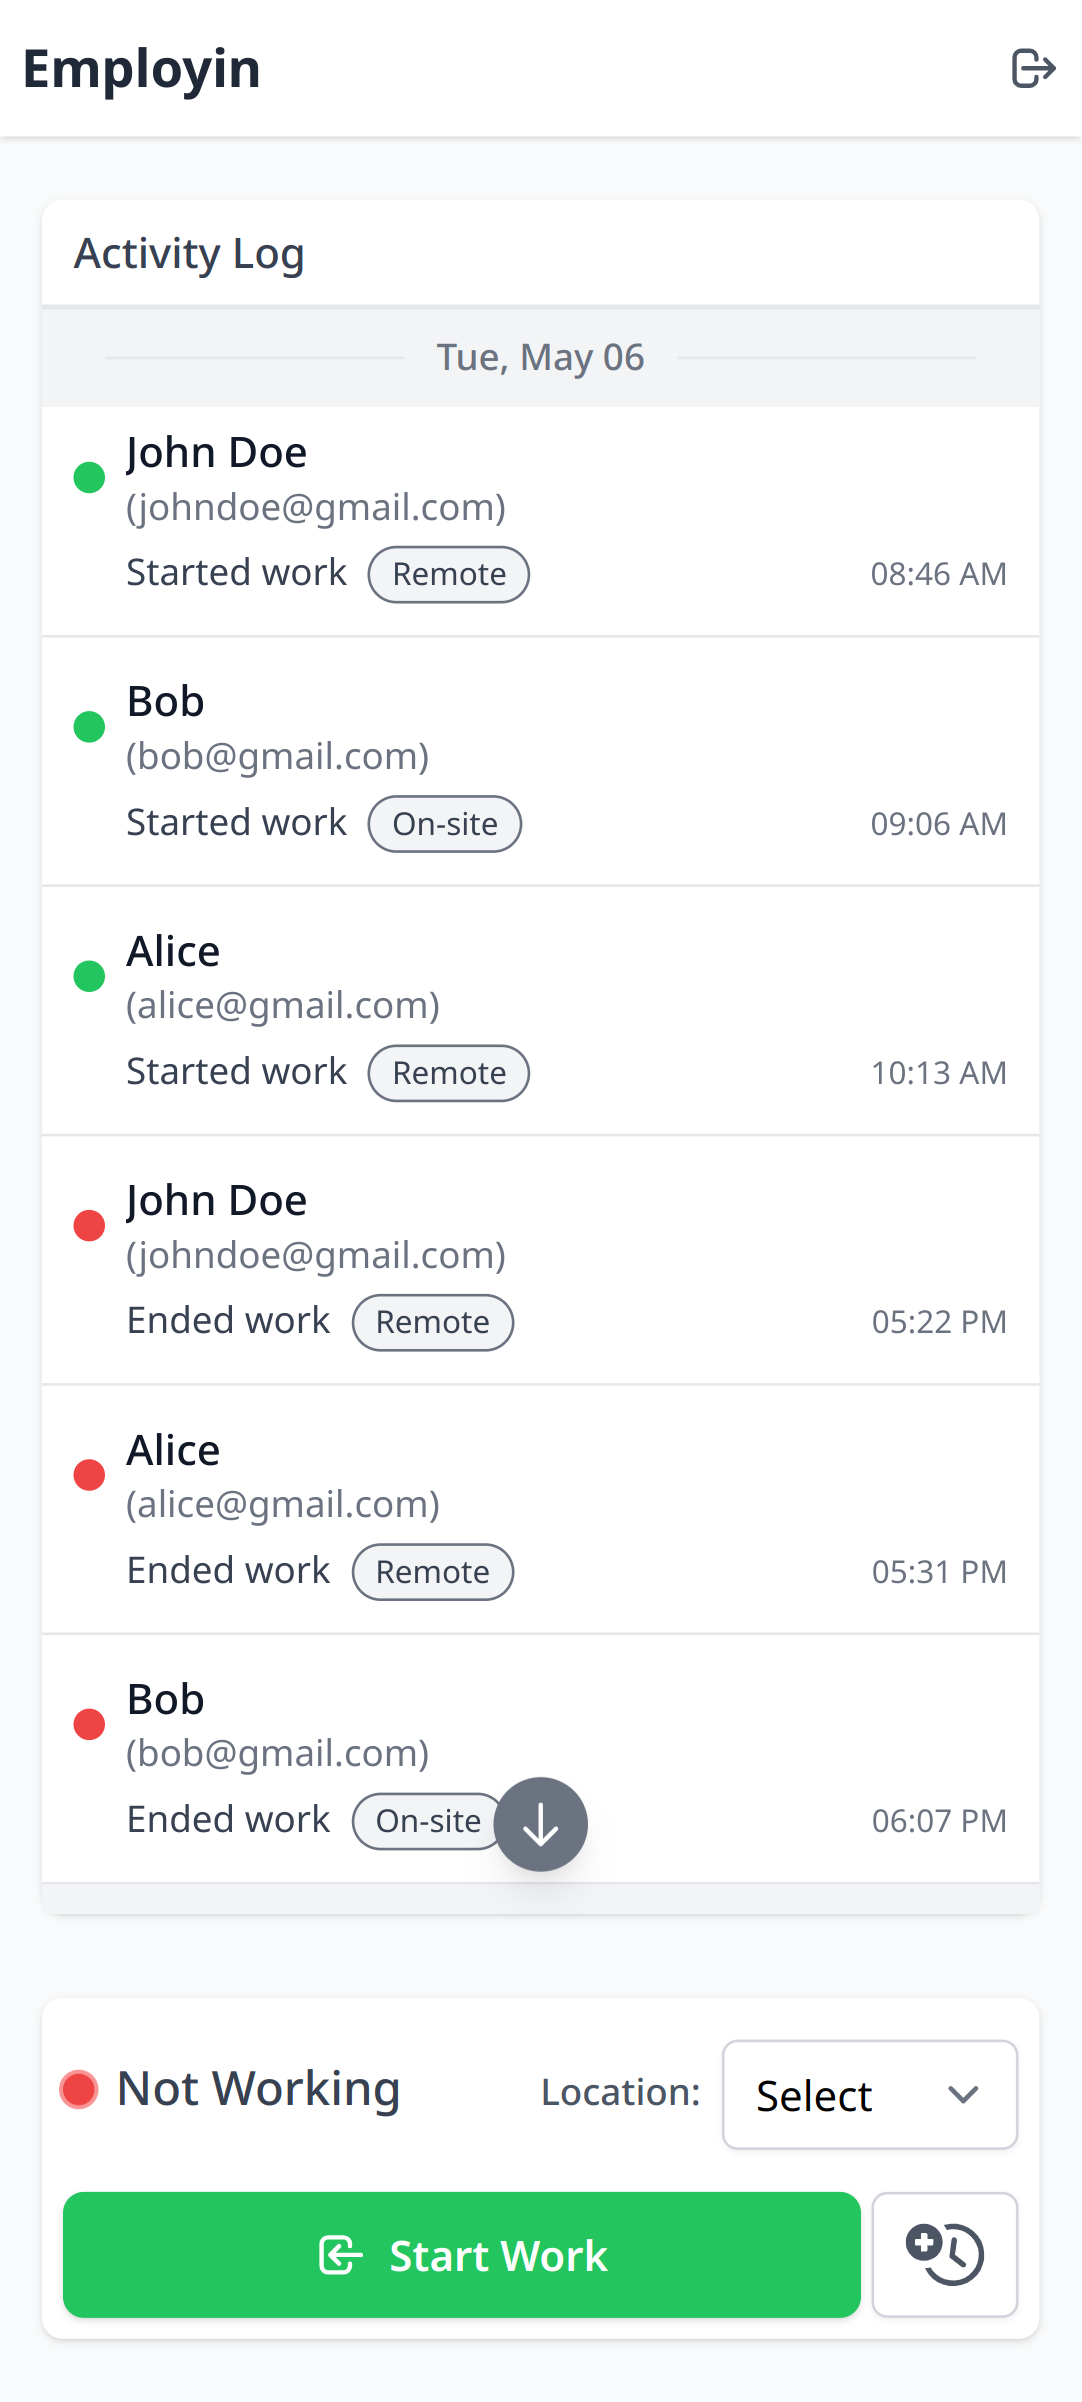 Employin
Activity Log
Tue, May 06
John Doe
(johndoe@gmail.com)
Started work Remote 08:46 AM
Bob
(bob@gmail.com)
Started work On-site 09:06 AM
Alice
(alice@gmail.com)
Started work Remote 10:13 AM
John Doe
(johndoe@gmail.com)
Ended work Remote 05:22 PM
Alice
(alice@gmail.com)
Ended work Remote 05:31 PM
Bob
(bob@gmail.com)
Ended work On-site 06:07 PM
Not Working Location: Select
Start Work